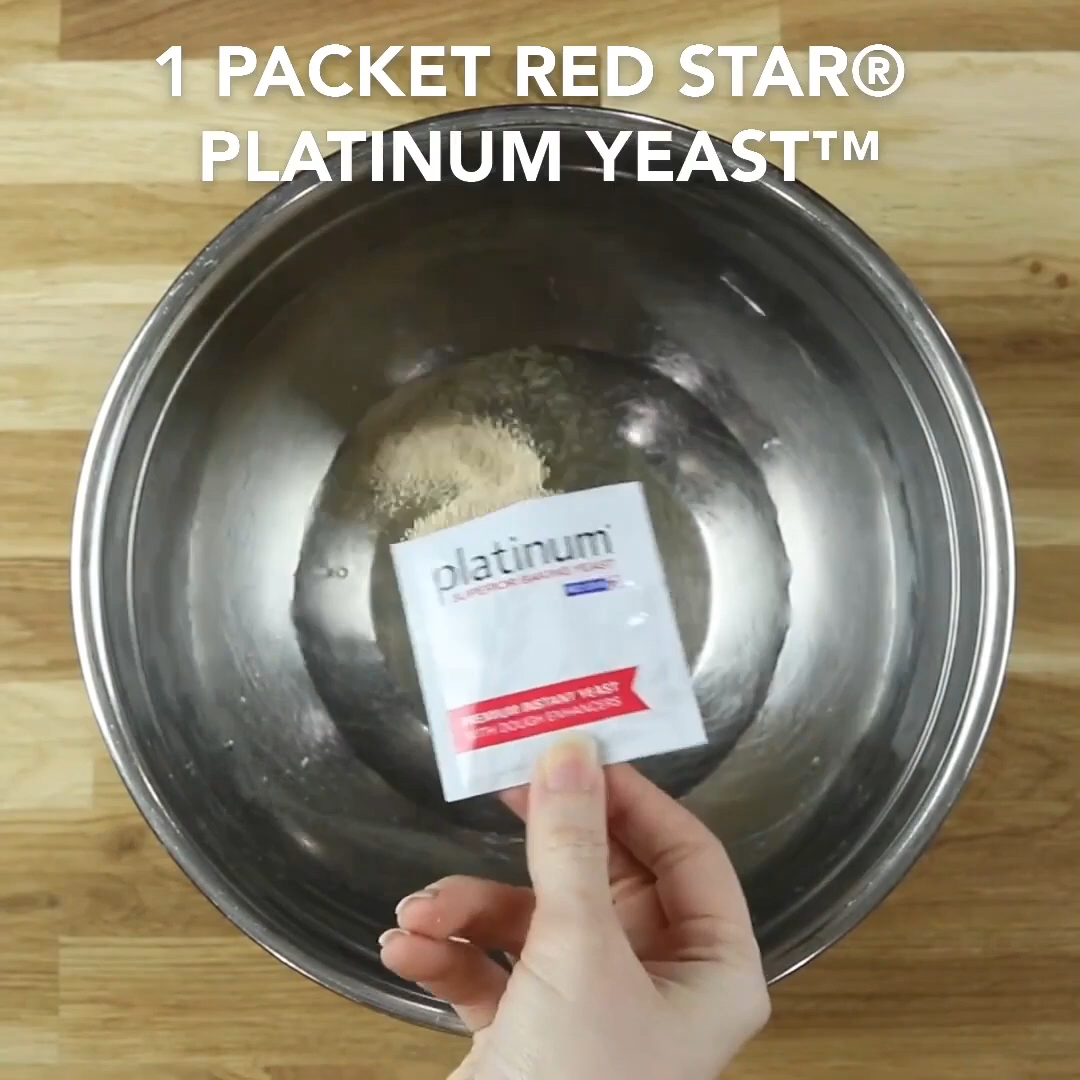 1 PACKET RED STAR®
PLATINUM YEAST™
platinum
SUPERIOR BAKING YEAST
PREMIUM INSTANT YEAST
WITH DOUGH ENHANCERS